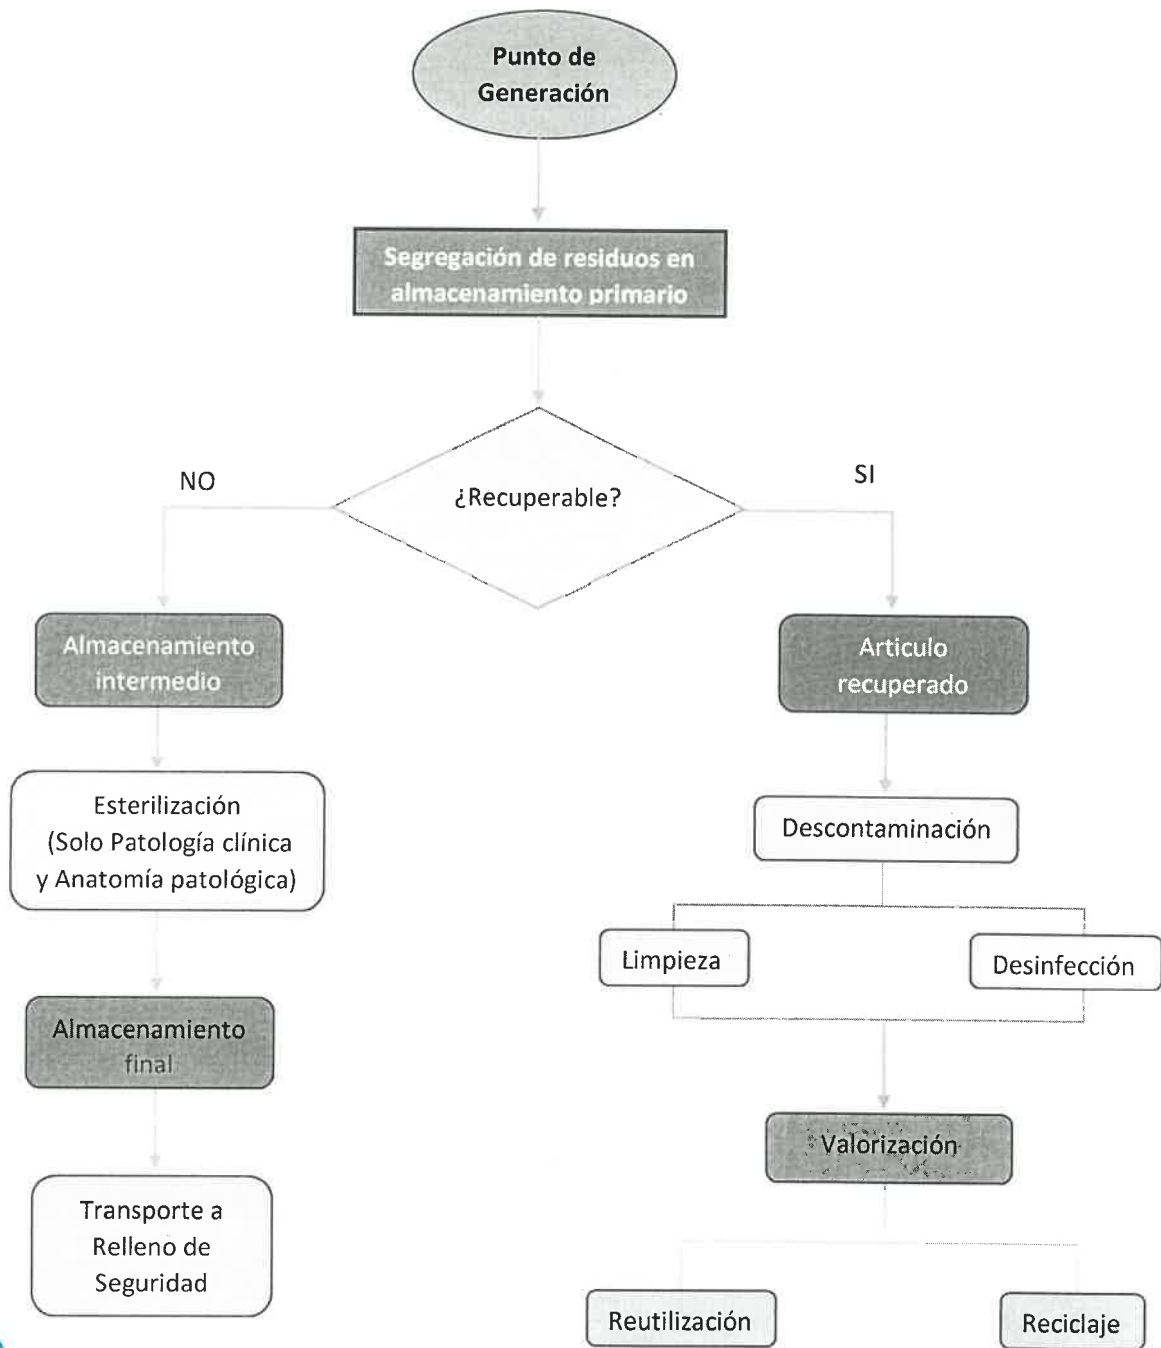 Punto de
Generación
Segregación de residuos en
almacenamiento primario
¿Recuperable?
NO
SI
Almacenamiento
intermedio
Esterilización
(Solo Patología clínica
y Anatomía patológica)
Almacenamiento
final
Transporte a
Relleno de
Seguridad
Articulo
recuperado
Descontaminación
Limpieza
Desinfección
Valorización
Reutilización
Reciclaje